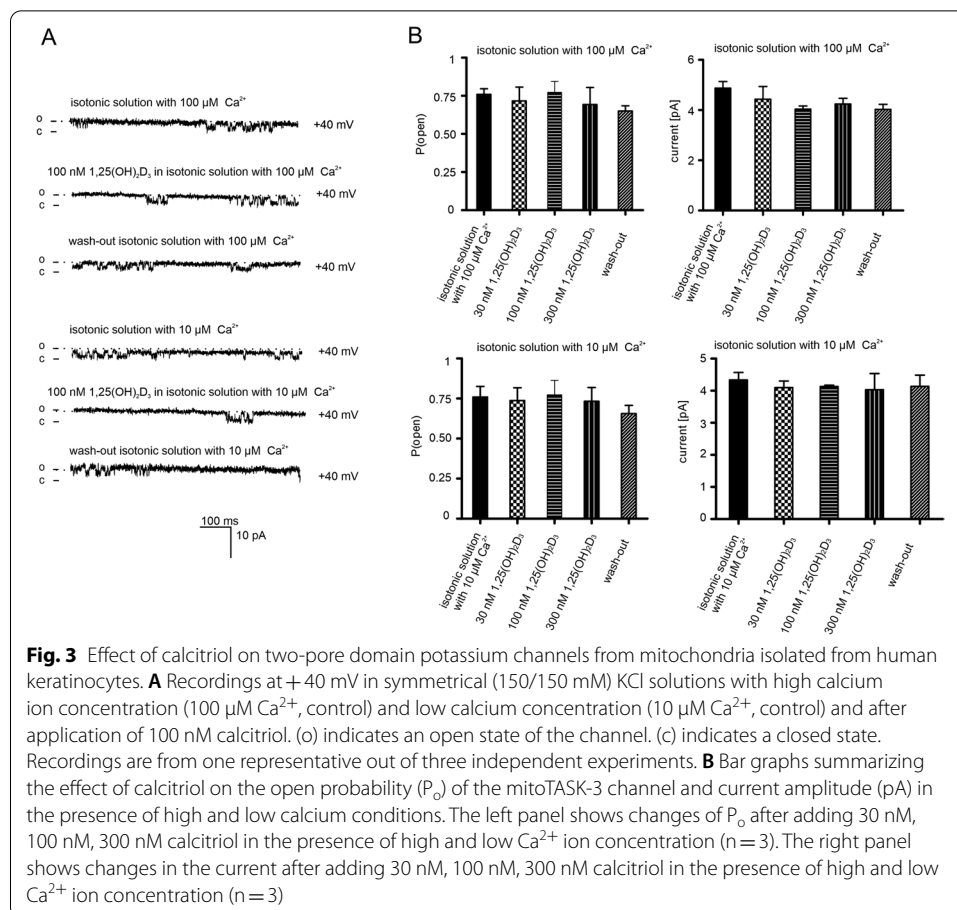 A
isotonic solution with 100 µM Ca²⁺
o
c
+40 mV
100 nM 1,25(OH)₂D₃ in isotonic solution with 100 µM Ca²⁺
o
c
+40 mV
wash-out isotonic solution with 100 µM Ca²⁺
o
c
+40 mV
isotonic solution with 10 µM Ca²⁺
o
c
+40 mV
100 nM 1,25(OH)₂D₃ in isotonic solution with 10 µM Ca²⁺
o
c
+40 mV
wash-out isotonic solution with 10 µM Ca²⁺
o
c
+40 mV
100 ms
10 pA
B
isotonic solution with 100 µM Ca²⁺
P(open)
1
0.75
0.50
0.25
0
isotonic solution
with 100 µM Ca²⁺
30 nM 1,25(OH)₂D₃
100 nM 1,25(OH)₂D₃
300 nM 1,25(OH)₂D₃
wash-out
isotonic solution with 100 µM Ca²⁺
current [pA]
6
4
2
0
isotonic solution
with 100 µM Ca²⁺
30 nM 1,25(OH)₂D₃
100 nM 1,25(OH)₂D₃
300 nM 1,25(OH)₂D₃
wash-out
isotonic solution with 10 µM Ca²⁺
P(open)
1
0.75
0.50
0.25
0
isotonic solution
with 10 µM Ca²⁺
30 nM 1,25(OH)₂D₃
100 nM 1,25(OH)₂D₃
300 nM 1,25(OH)₂D₃
wash-out
isotonic solution with 10 µM Ca²⁺
current [pA]
5
4
3
2
1
0
isotonic solution
with 10 µM Ca²⁺
30 nM 1,25(OH)₂D₃
100 nM 1,25(OH)₂D₃
300 nM 1,25(OH)₂D₃
wash-out
Fig. 3 Effect of calcitriol on two-pore domain potassium channels from mitochondria isolated from human
keratinocytes. A Recordings at + 40 mV in symmetrical (150/150 mM) KCl solutions with high calcium
ion concentration (100 µM Ca²⁺, control) and low calcium concentration (10 µM Ca²⁺, control) and after
application of 100 nM calcitriol. (o) indicates an open state of the channel. (c) indicates a closed state.
Recordings are from one representative out of three independent experiments. B Bar graphs summarizing
the effect of calcitriol on the open probability (Pₒ) of the mitoTASK-3 channel and current amplitude (pA) in
the presence of high and low calcium conditions. The left panel shows changes of Pₒ after adding 30 nM,
100 nM, 300 nM calcitriol in the presence of high and low Ca²⁺ ion concentration (n = 3). The right panel
shows changes in the current after adding 30 nM, 100 nM, 300 nM calcitriol in the presence of high and low
Ca²⁺ ion concentration (n = 3)